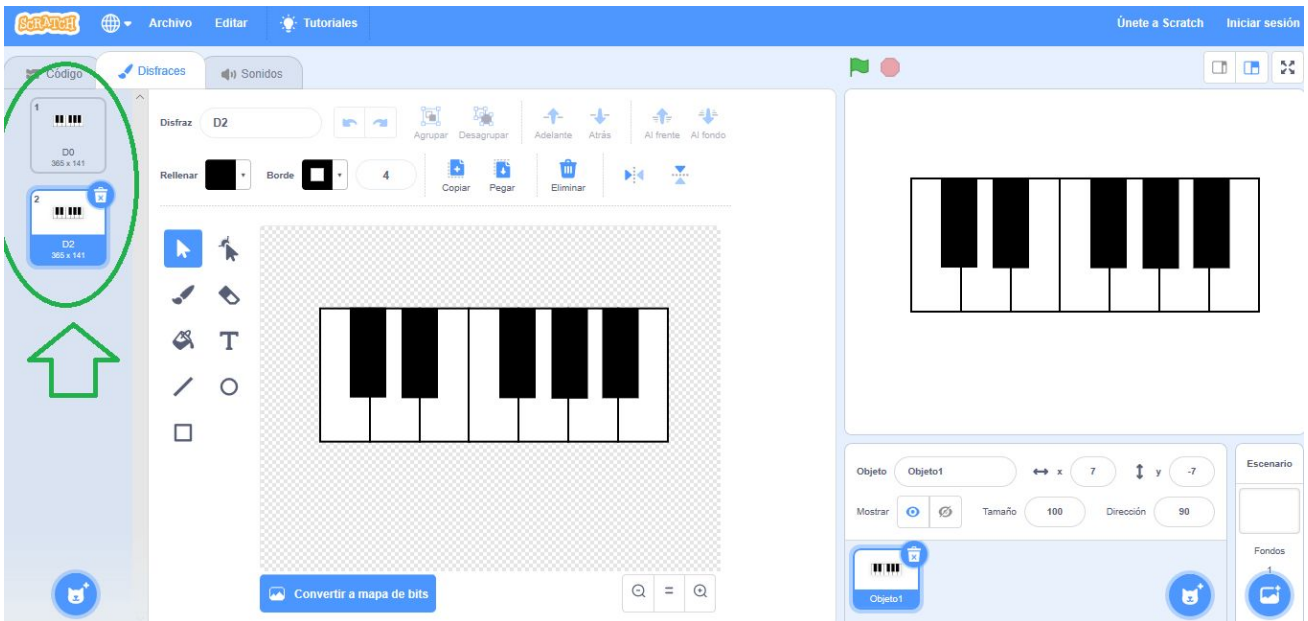 SCRATCH Archivo Editar Tutoriales Únete a Scratch Iniciar sesión
Código Disfraces Sonidos
1
D0
365 x 141
2
D2
365 x 141
Disfraz D2
Agrupar Desagrupar Adelante Atrás Al frente Al fondo
Rellenar Borde 4
Copiar Pegar Eliminar
T
Convertir a mapa de bits
Objeto Objeto1 x 7 y -7
Mostrar Tamaño 100 Dirección 90
Objeto1
Escenario
Fondos
1